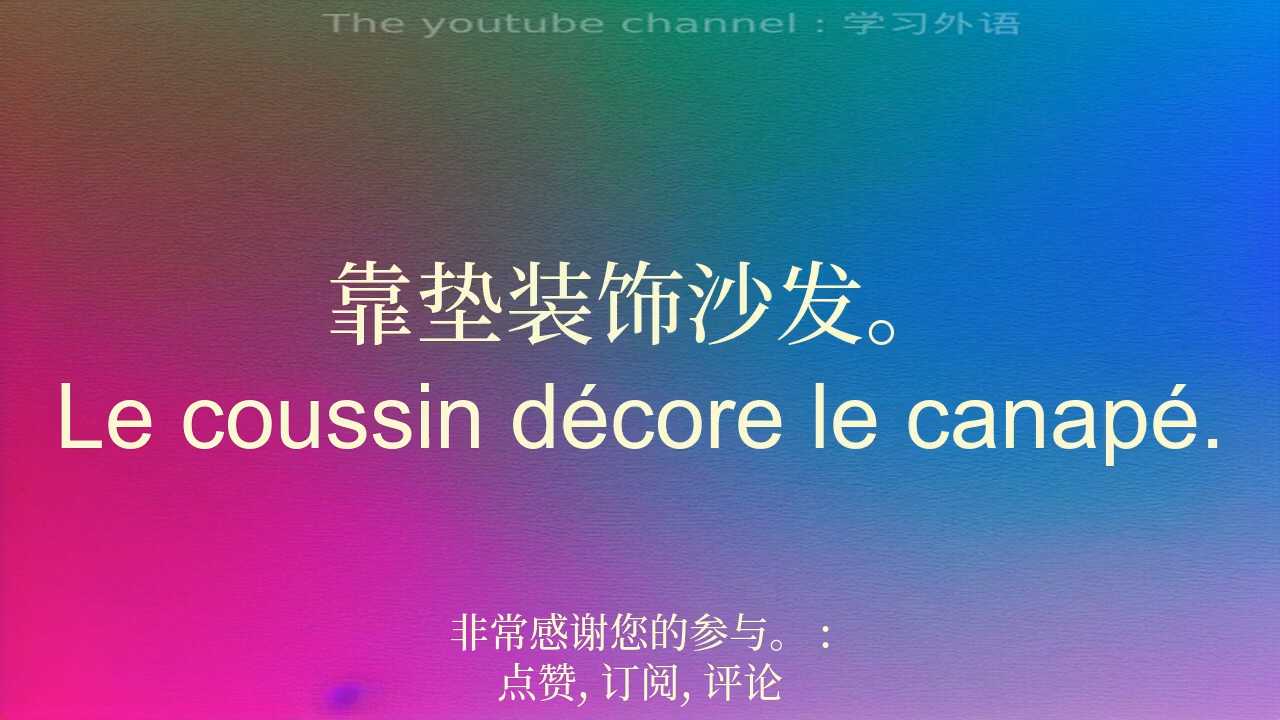 The youtube channel : 学习外语
靠垫装饰沙发。
Le coussin décore le canapé.
非常感谢您的参与。 :
点赞, 订阅, 评论